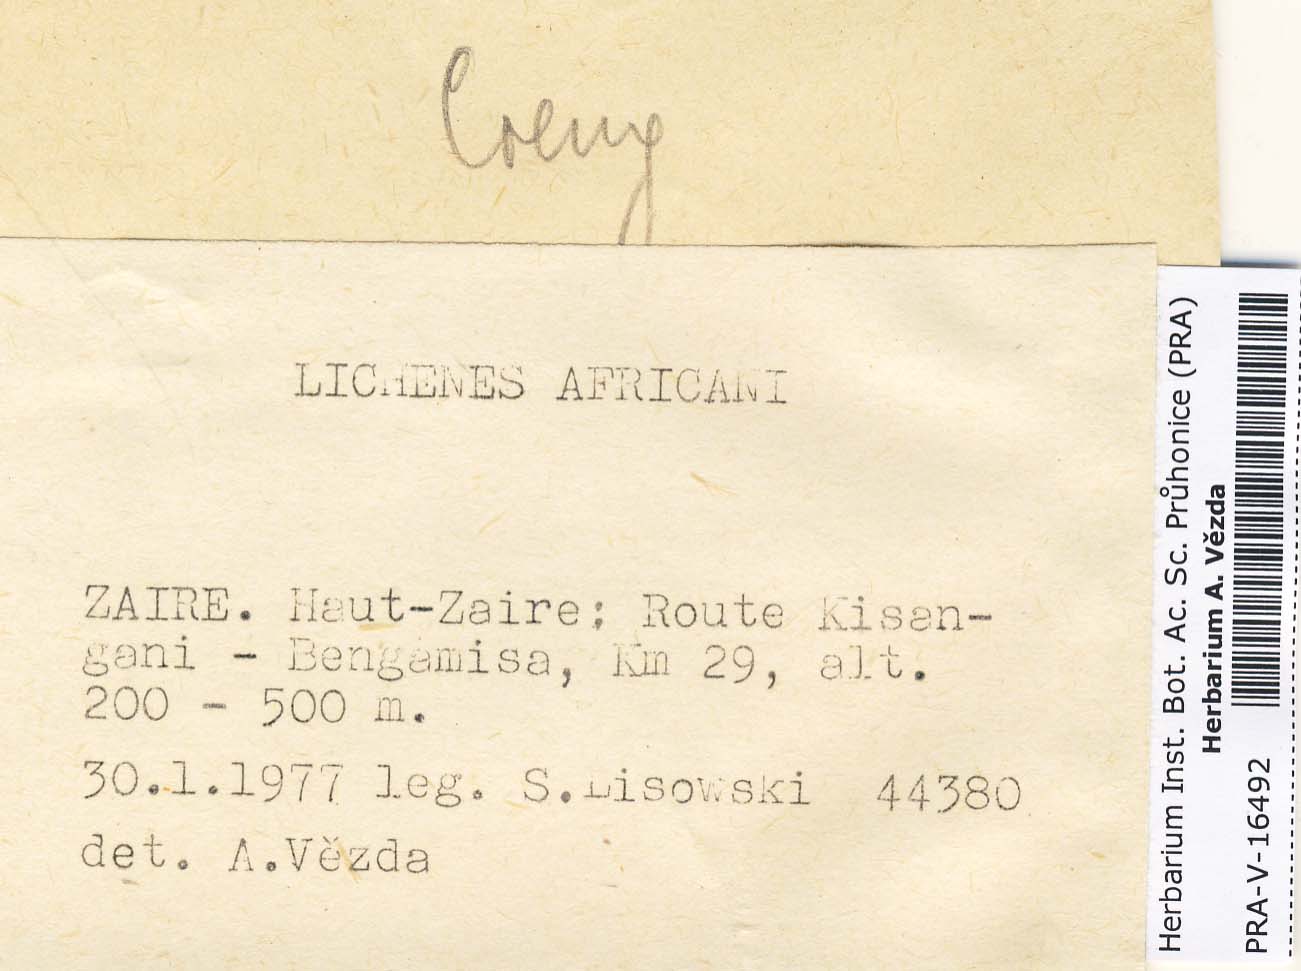 LICHENES AFRICANI
ZAIRE. Haut-Zaire; Route Kisan-
gani - Bengamisa, Km 29, alt.
200 - 500 m.
30.1.1977 leg. S.Lisowski 44380
det. A.Vězda
Herbarium Inst. Bot. Ac. Sc. Průhonice (PRA)
Herbarium A. Vězda
PRA-V-16492